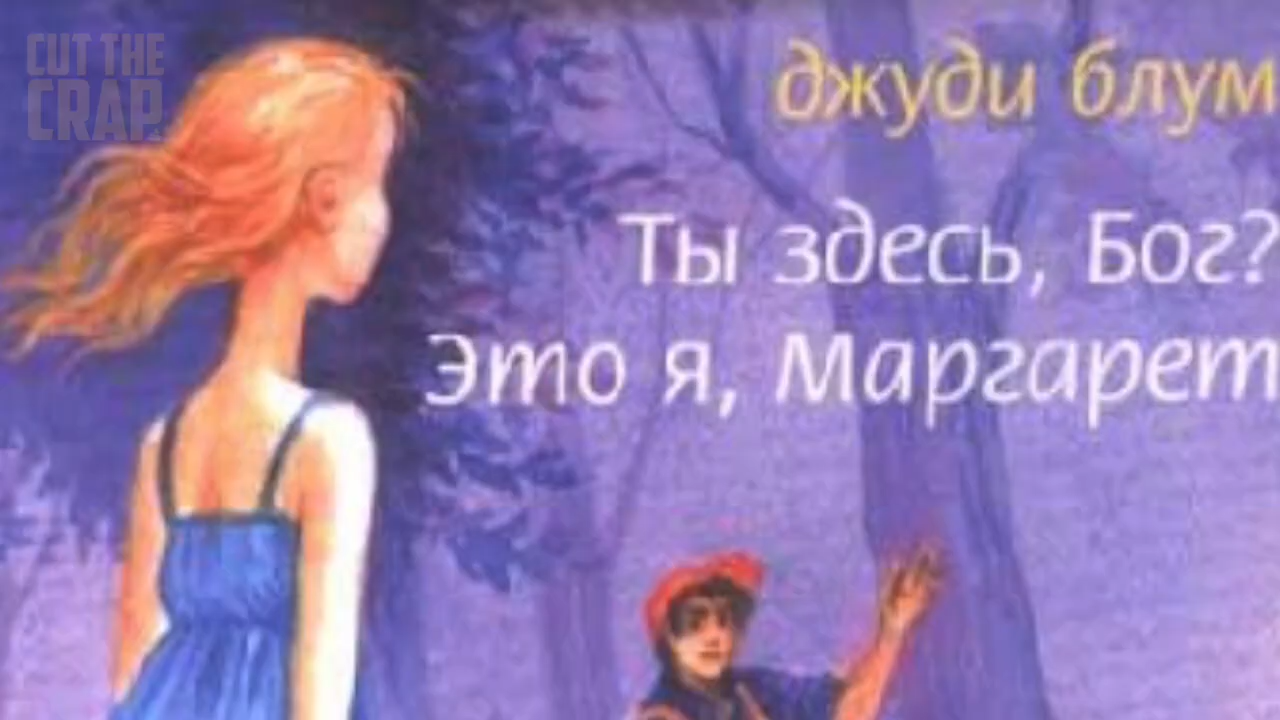 CUT THE
CRAP
джуди блум
Ты здесь, Бог?
Это я, Маргарет